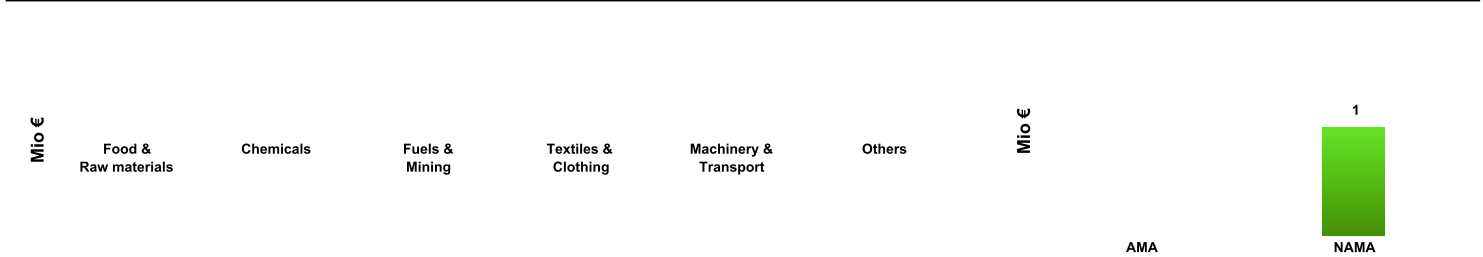 Mio €
Food &
Raw materials
Chemicals
Fuels &
Mining
Textiles &
Clothing
Machinery &
Transport
Others
Mio €
1
AMA
NAMA